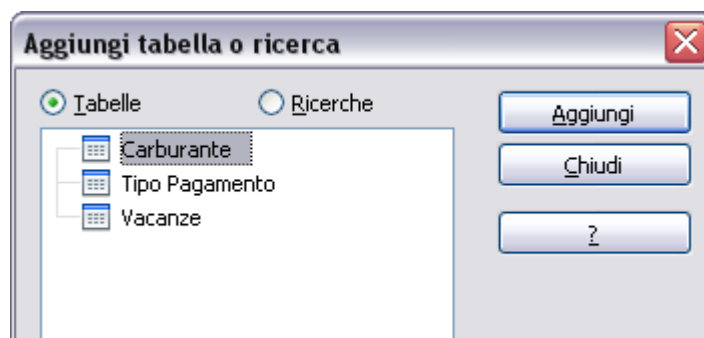 Aggiungi tabella o ricerca
Tabelle Ricerche
Aggiungi
Carburante
Chiudi
Tipo Pagamento
Vacanze
?